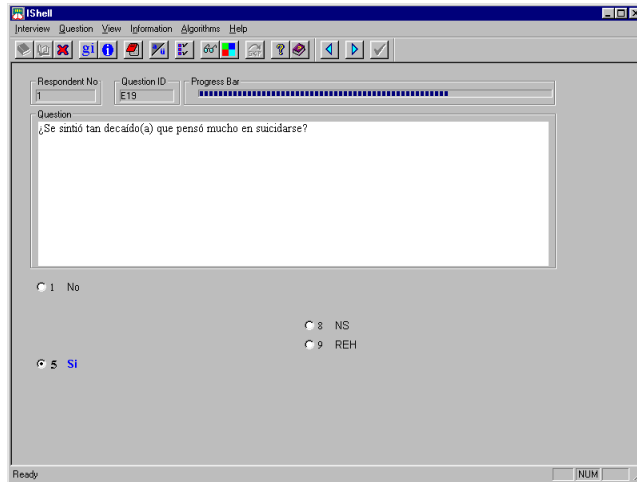 IShell
Interview Question View Information Algorithms Help
gi
Respondent No Question ID Progress Bar
1 E19
Question
¿Se sintió tan decaído(a) que pensó mucho en suicidarse?
1 No
8 NS
9 REH
5 Si
Ready NUM